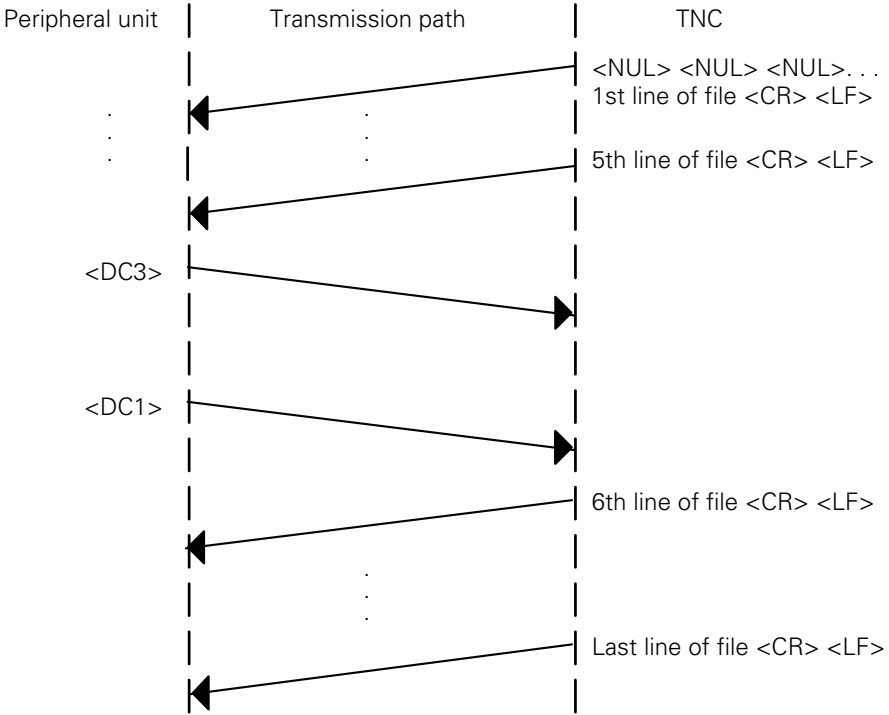 Peripheral unit Transmission path TNC
<NUL> <NUL> <NUL>. . .
1st line of file <CR> <LF>
5th line of file <CR> <LF>
<DC3>
<DC1>
6th line of file <CR> <LF>
Last line of file <CR> <LF>